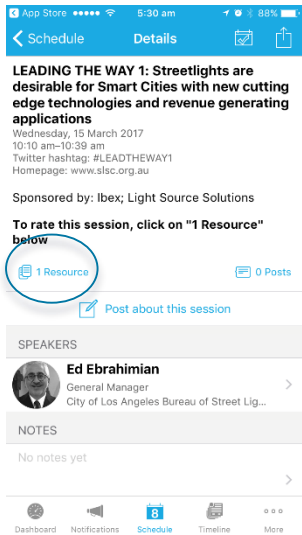 App Store 5:30 am 88%
Schedule Details
LEADING THE WAY 1: Streetlights are
desirable for Smart Cities with new cutting
edge technologies and revenue generating
applications
Wednesday, 15 March 2017
10:10 am–10:39 am
Twitter hashtag: #LEADTHEWAY1
Homepage: www.slsc.org.au
Sponsored by: Ibex; Light Source Solutions
To rate this session, click on "1 Resource"
below
1 Resource 0 Posts
Post about this session
SPEAKERS
Ed Ebrahimian
General Manager
City of Los Angeles Bureau of Street Lig...
NOTES
No notes yet
8
Dashboard Notifications Schedule Timeline More